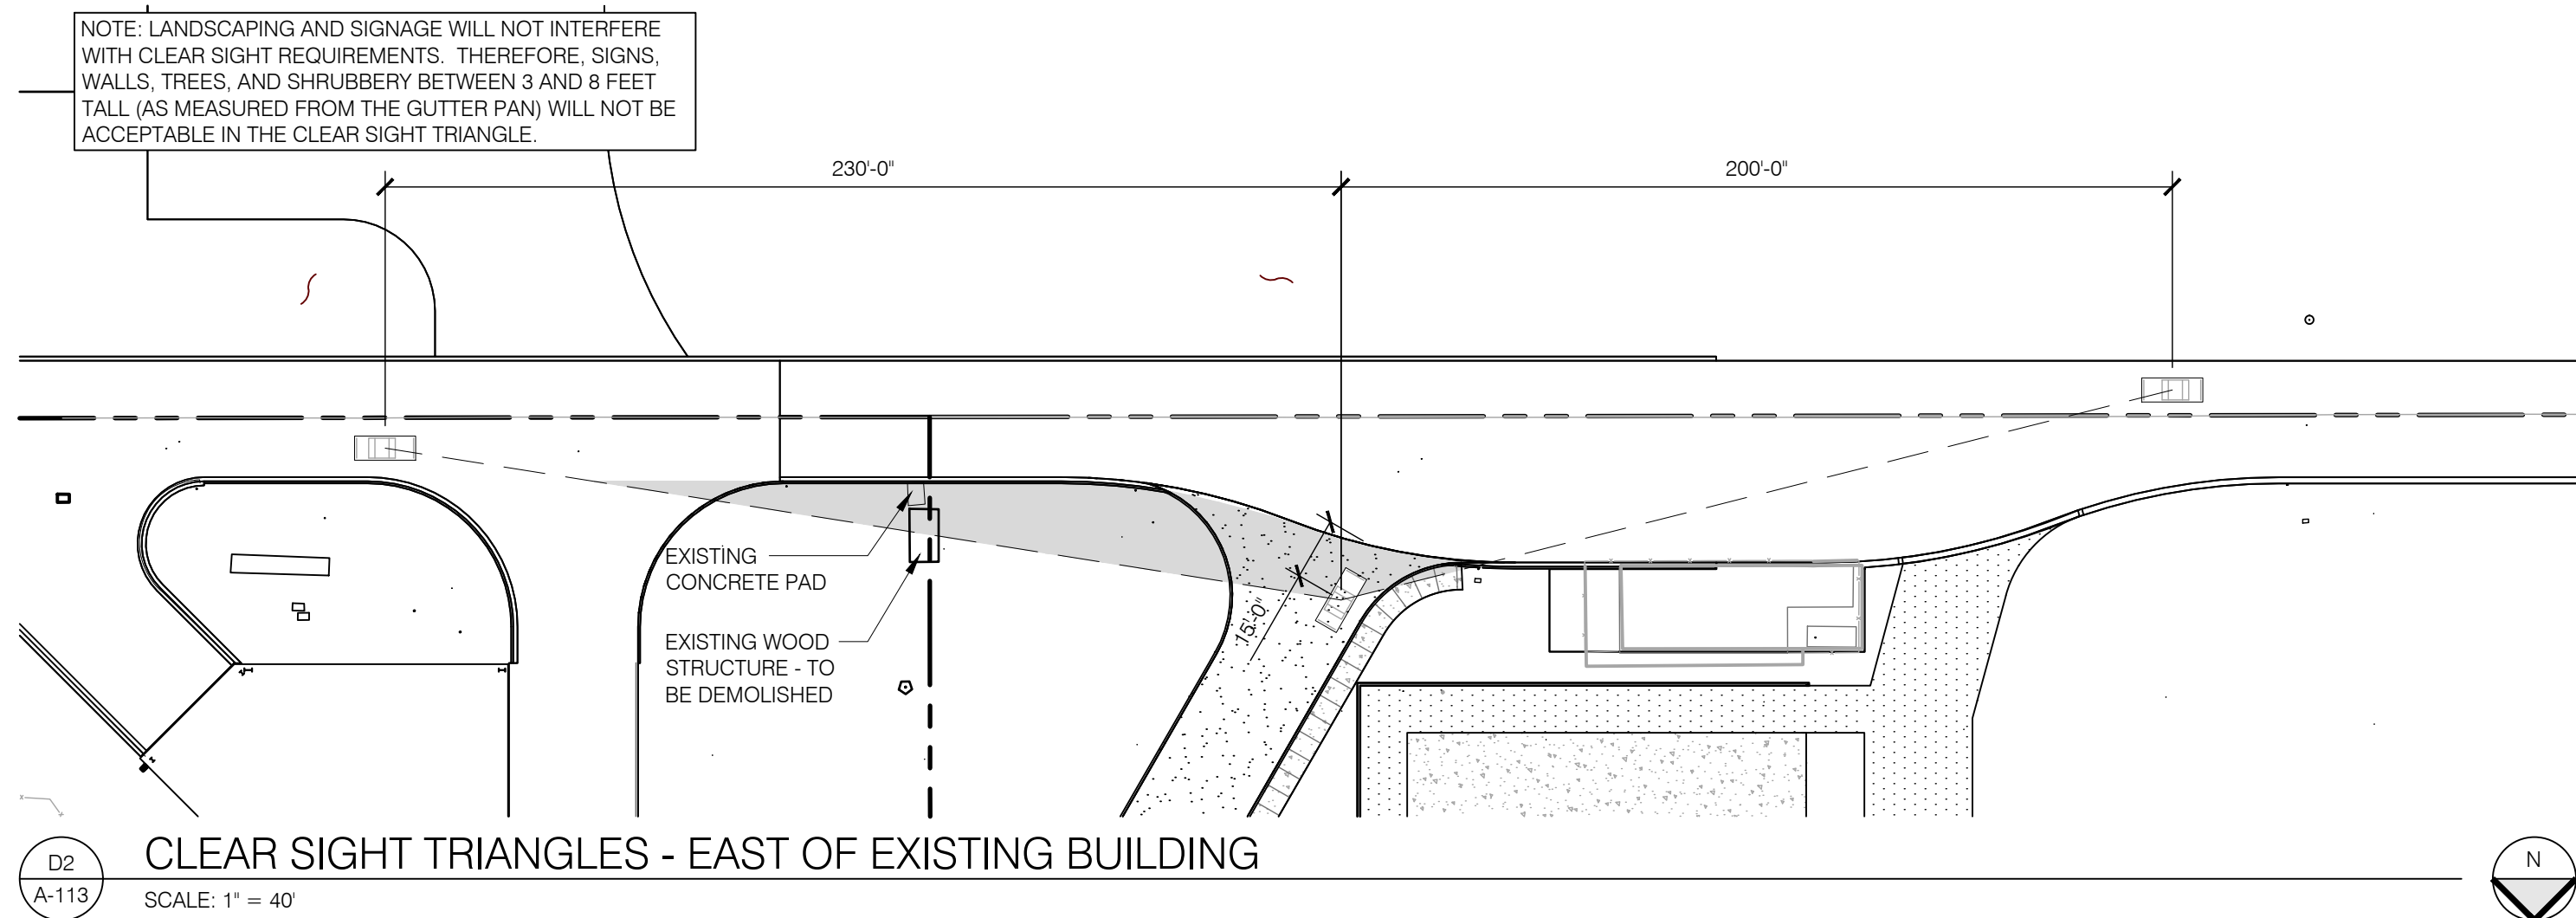 NOTE: LANDSCAPING AND SIGNAGE WILL NOT INTERFERE
WITH CLEAR SIGHT REQUIREMENTS.  THEREFORE, SIGNS,
WALLS, TREES, AND SHRUBBERY BETWEEN 3 AND 8 FEET
TALL (AS MEASURED FROM THE GUTTER PAN) WILL NOT BE
ACCEPTABLE IN THE CLEAR SIGHT TRIANGLE.
230'-0"
200'-0"
EXISTING
CONCRETE PAD
EXISTING WOOD
STRUCTURE - TO
BE DEMOLISHED
15'-0"
D2
A-113
CLEAR SIGHT TRIANGLES - EAST OF EXISTING BUILDING
SCALE: 1" = 40'
N